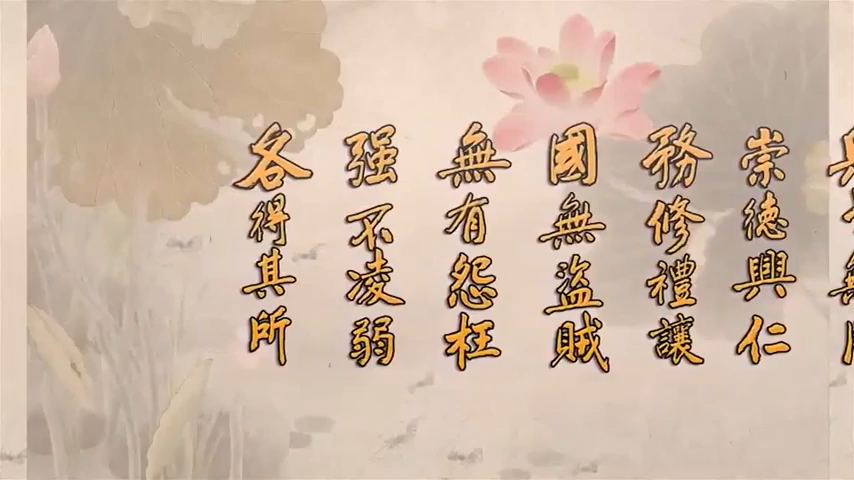 崇德興仁
務修禮讓
國無盜賊
無有怨枉
强不凌弱
各得其所